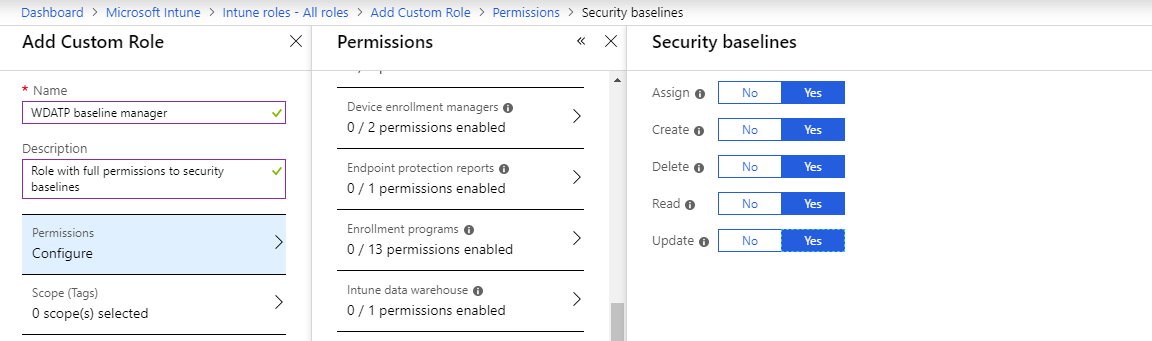 Dashboard > Microsoft Intune > Intune roles - All roles > Add Custom Role > Permissions > Security baselines
Add Custom Role
* Name
WDATP baseline manager
Description
Role with full permissions to security
baselines
Permissions
Configure
Scope (Tags)
0 scope(s) selected
Permissions
Device enrollment managers
0 / 2 permissions enabled
Endpoint protection reports
0 / 1 permissions enabled
Enrollment programs
0 / 13 permissions enabled
Intune data warehouse
0 / 1 permissions enabled
Security baselines
Assign No Yes
Create No Yes
Delete No Yes
Read No Yes
Update No Yes